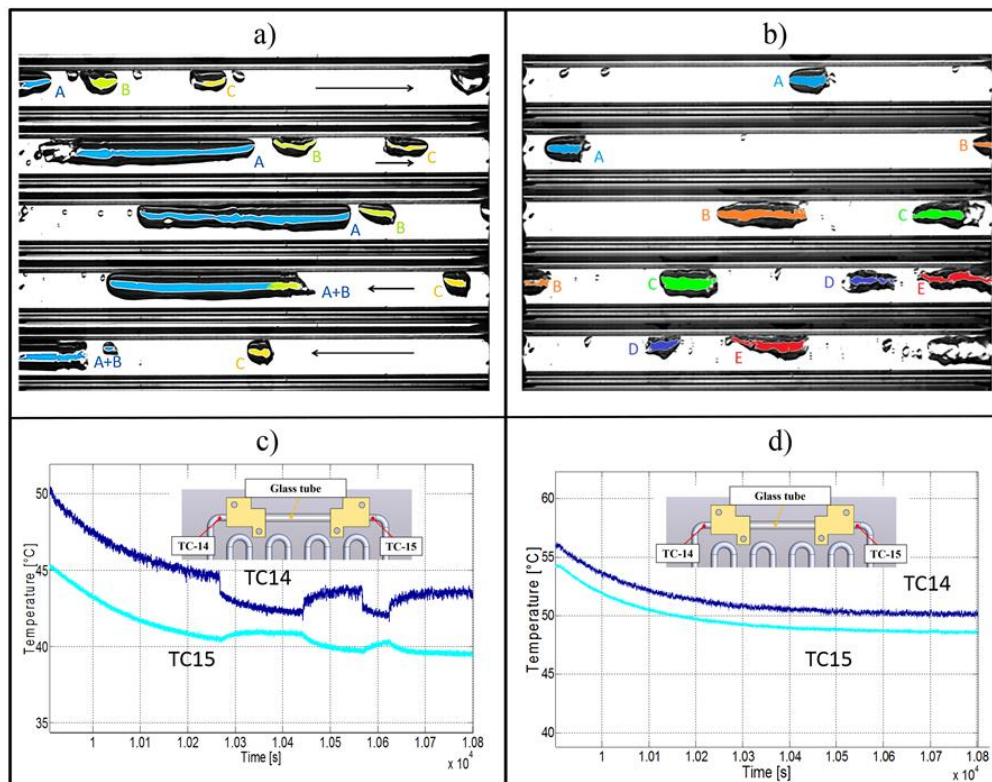 a)
A B C
A B C
A B
A+B C
A+B C
b)
A
A B
B C
B C D E
D E
c)
50
45
40
35
Temperature [°C]
Glass tube
TC-14
TC-15
TC14
TC15
1 1.01 1.02 1.03 1.04 1.05 1.06 1.07 1.08
Time [s]
x 10⁴
d)
60
55
50
45
40
Temperature [°C]
Glass tube
TC-14
TC-15
TC14
TC15
1 1.01 1.02 1.03 1.04 1.05 1.06 1.07 1.08
Time [s]
x 10⁴